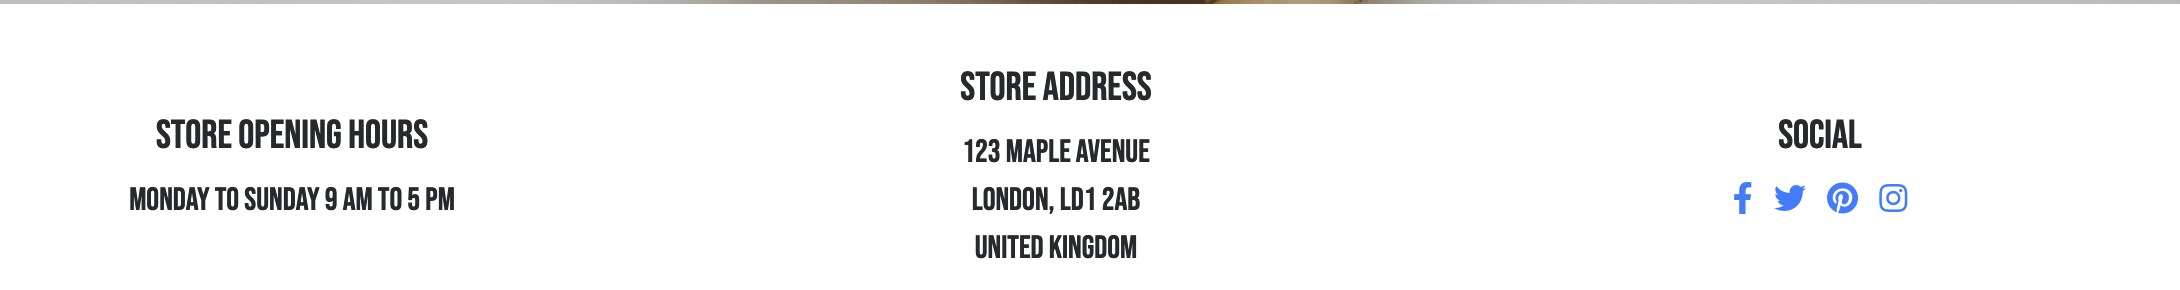 STORE OPENING HOURS
MONDAY TO SUNDAY 9 AM TO 5 PM
STORE ADDRESS
123 MAPLE AVENUE
LONDON, LD1 2AB
UNITED KINGDOM
SOCIAL